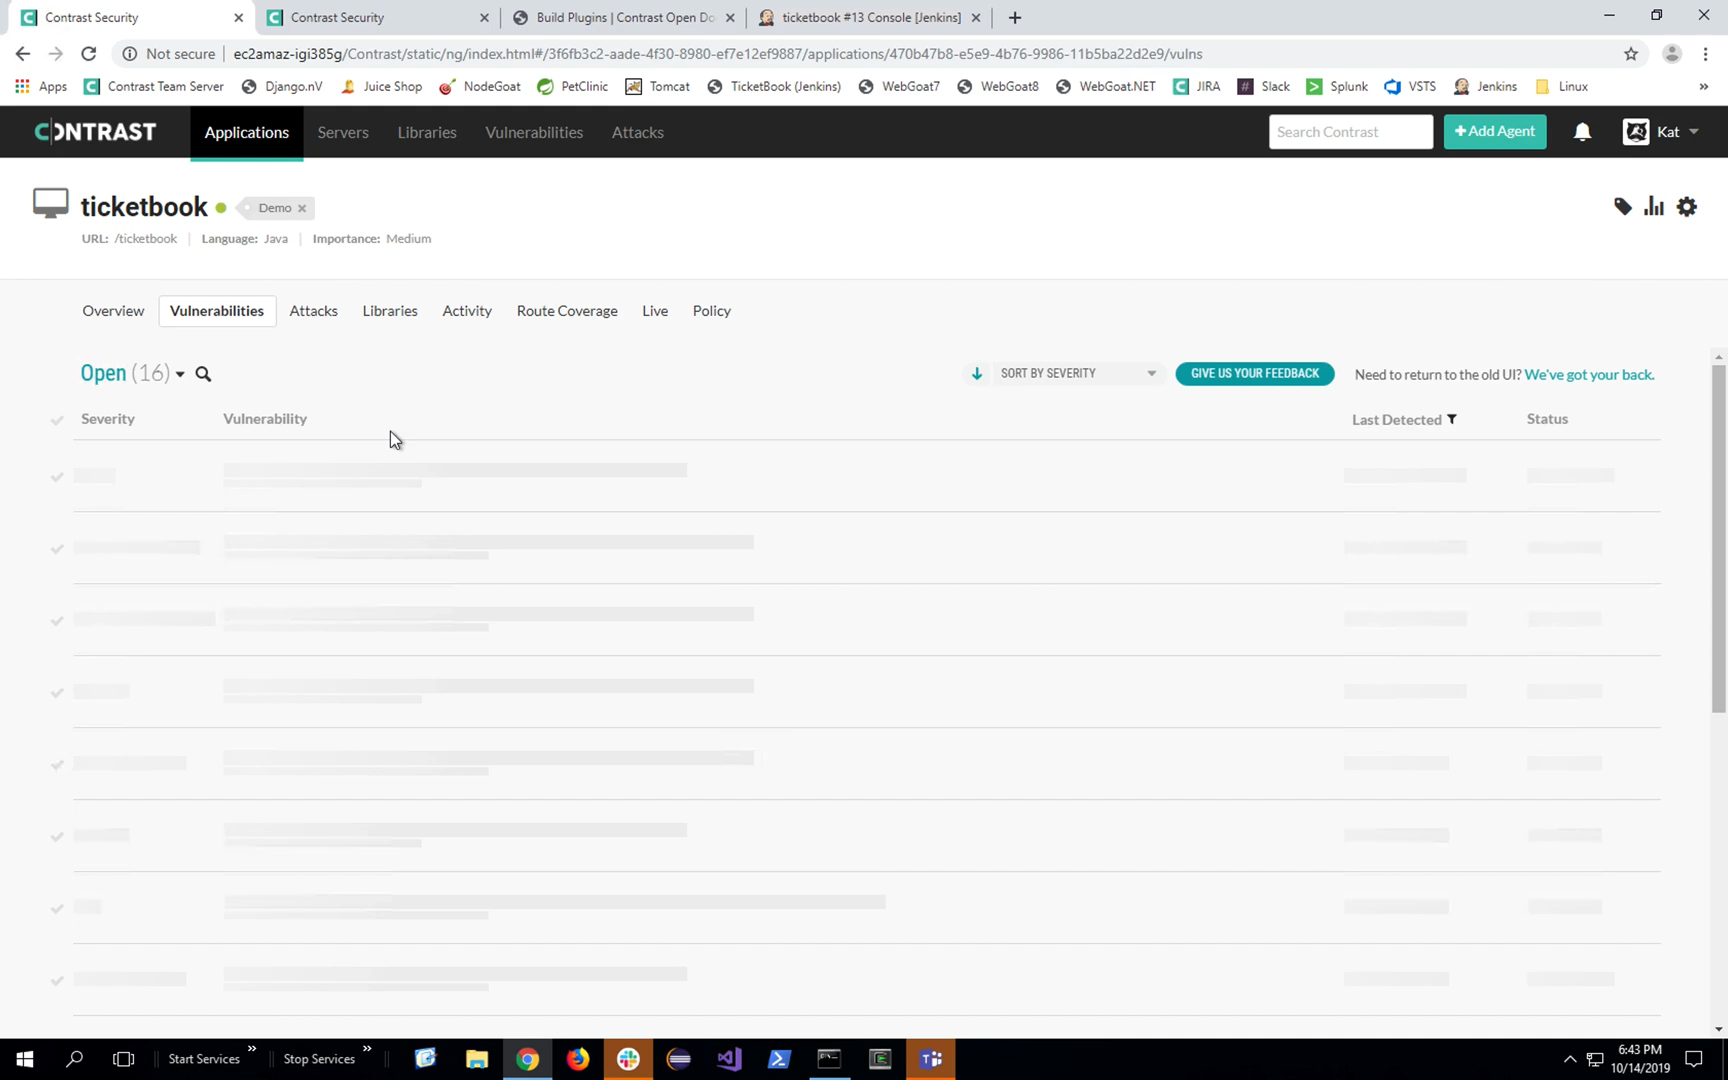 Contrast Security
Contrast Security
Build Plugins | Contrast Open Do
ticketbook #13 Console [Jenkins]
Not secure
ec2amaz-igi385g/Contrast/static/ng/index.html#/3f6fb3c2-aade-4f30-8980-ef7e12ef9887/applications/470b47b8-e5e9-4b76-9986-11b5ba22d2e9/vulns
Apps
Contrast Team Server
Django.nV
Juice Shop
NodeGoat
PetClinic
Tomcat
TicketBook (Jenkins)
WebGoat7
WebGoat8
WebGoat.NET
JIRA
Slack
Splunk
VSTS
Jenkins
Linux
»
CONTRAST
Applications
Servers
Libraries
Vulnerabilities
Attacks
Search Contrast
+Add Agent
Kat
ticketbook
Demo
URL: /ticketbook
Language: Java
Importance: Medium
Overview
Vulnerabilities
Attacks
Libraries
Activity
Route Coverage
Live
Policy
Open (16)
SORT BY SEVERITY
GIVE US YOUR FEEDBACK
Need to return to the old UI? We've got your back.
Severity
Vulnerability
Last Detected
Status
Start Services »
Stop Services »
6:43 PM
10/14/2019